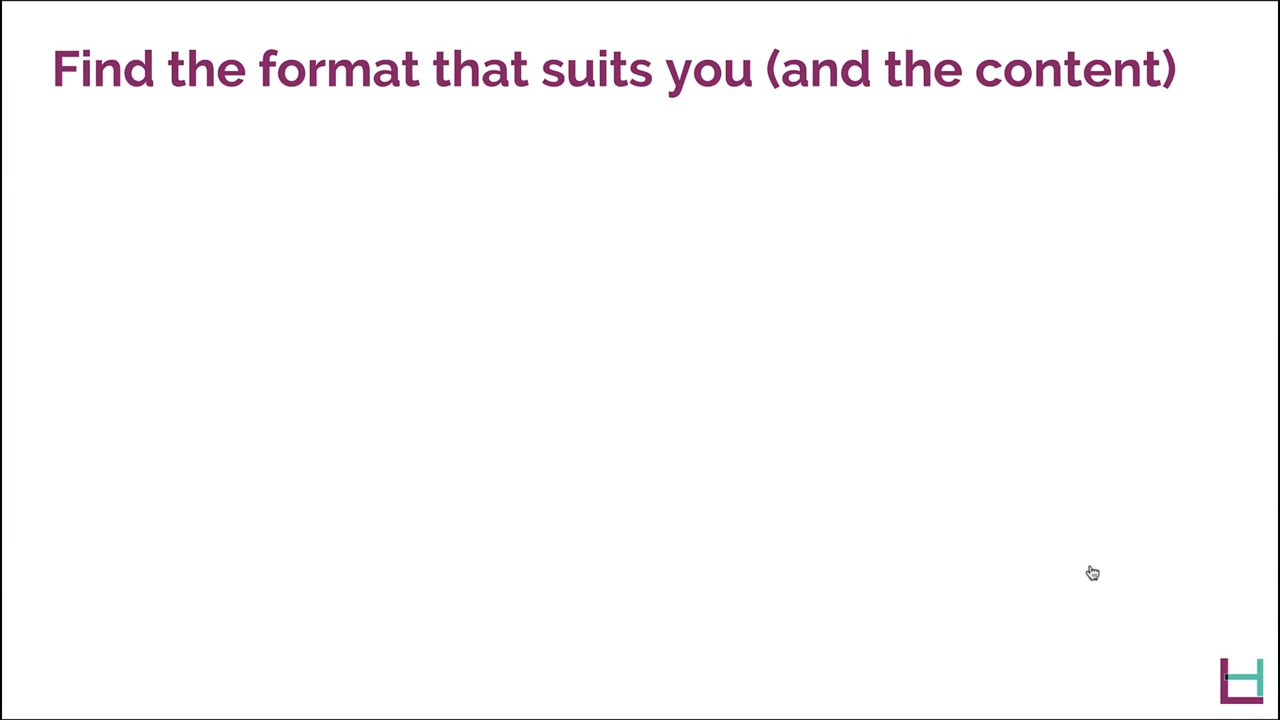 Find the format that suits you (and the content)